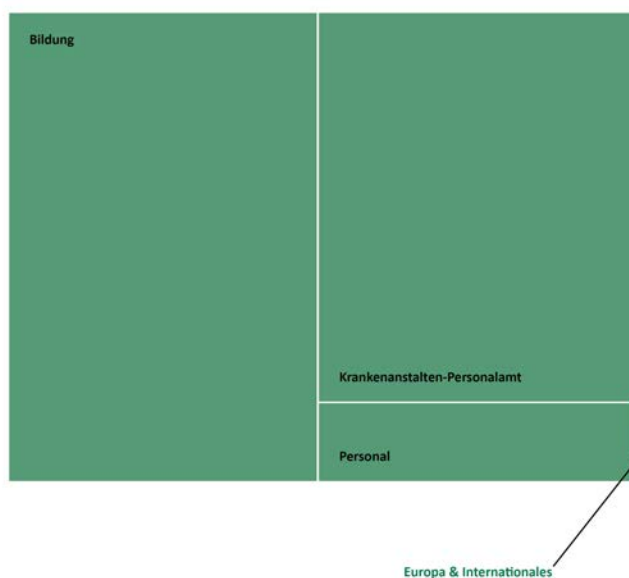 Bildung
Krankenanstalten-Personalamt
Personal
Europa & Internationales